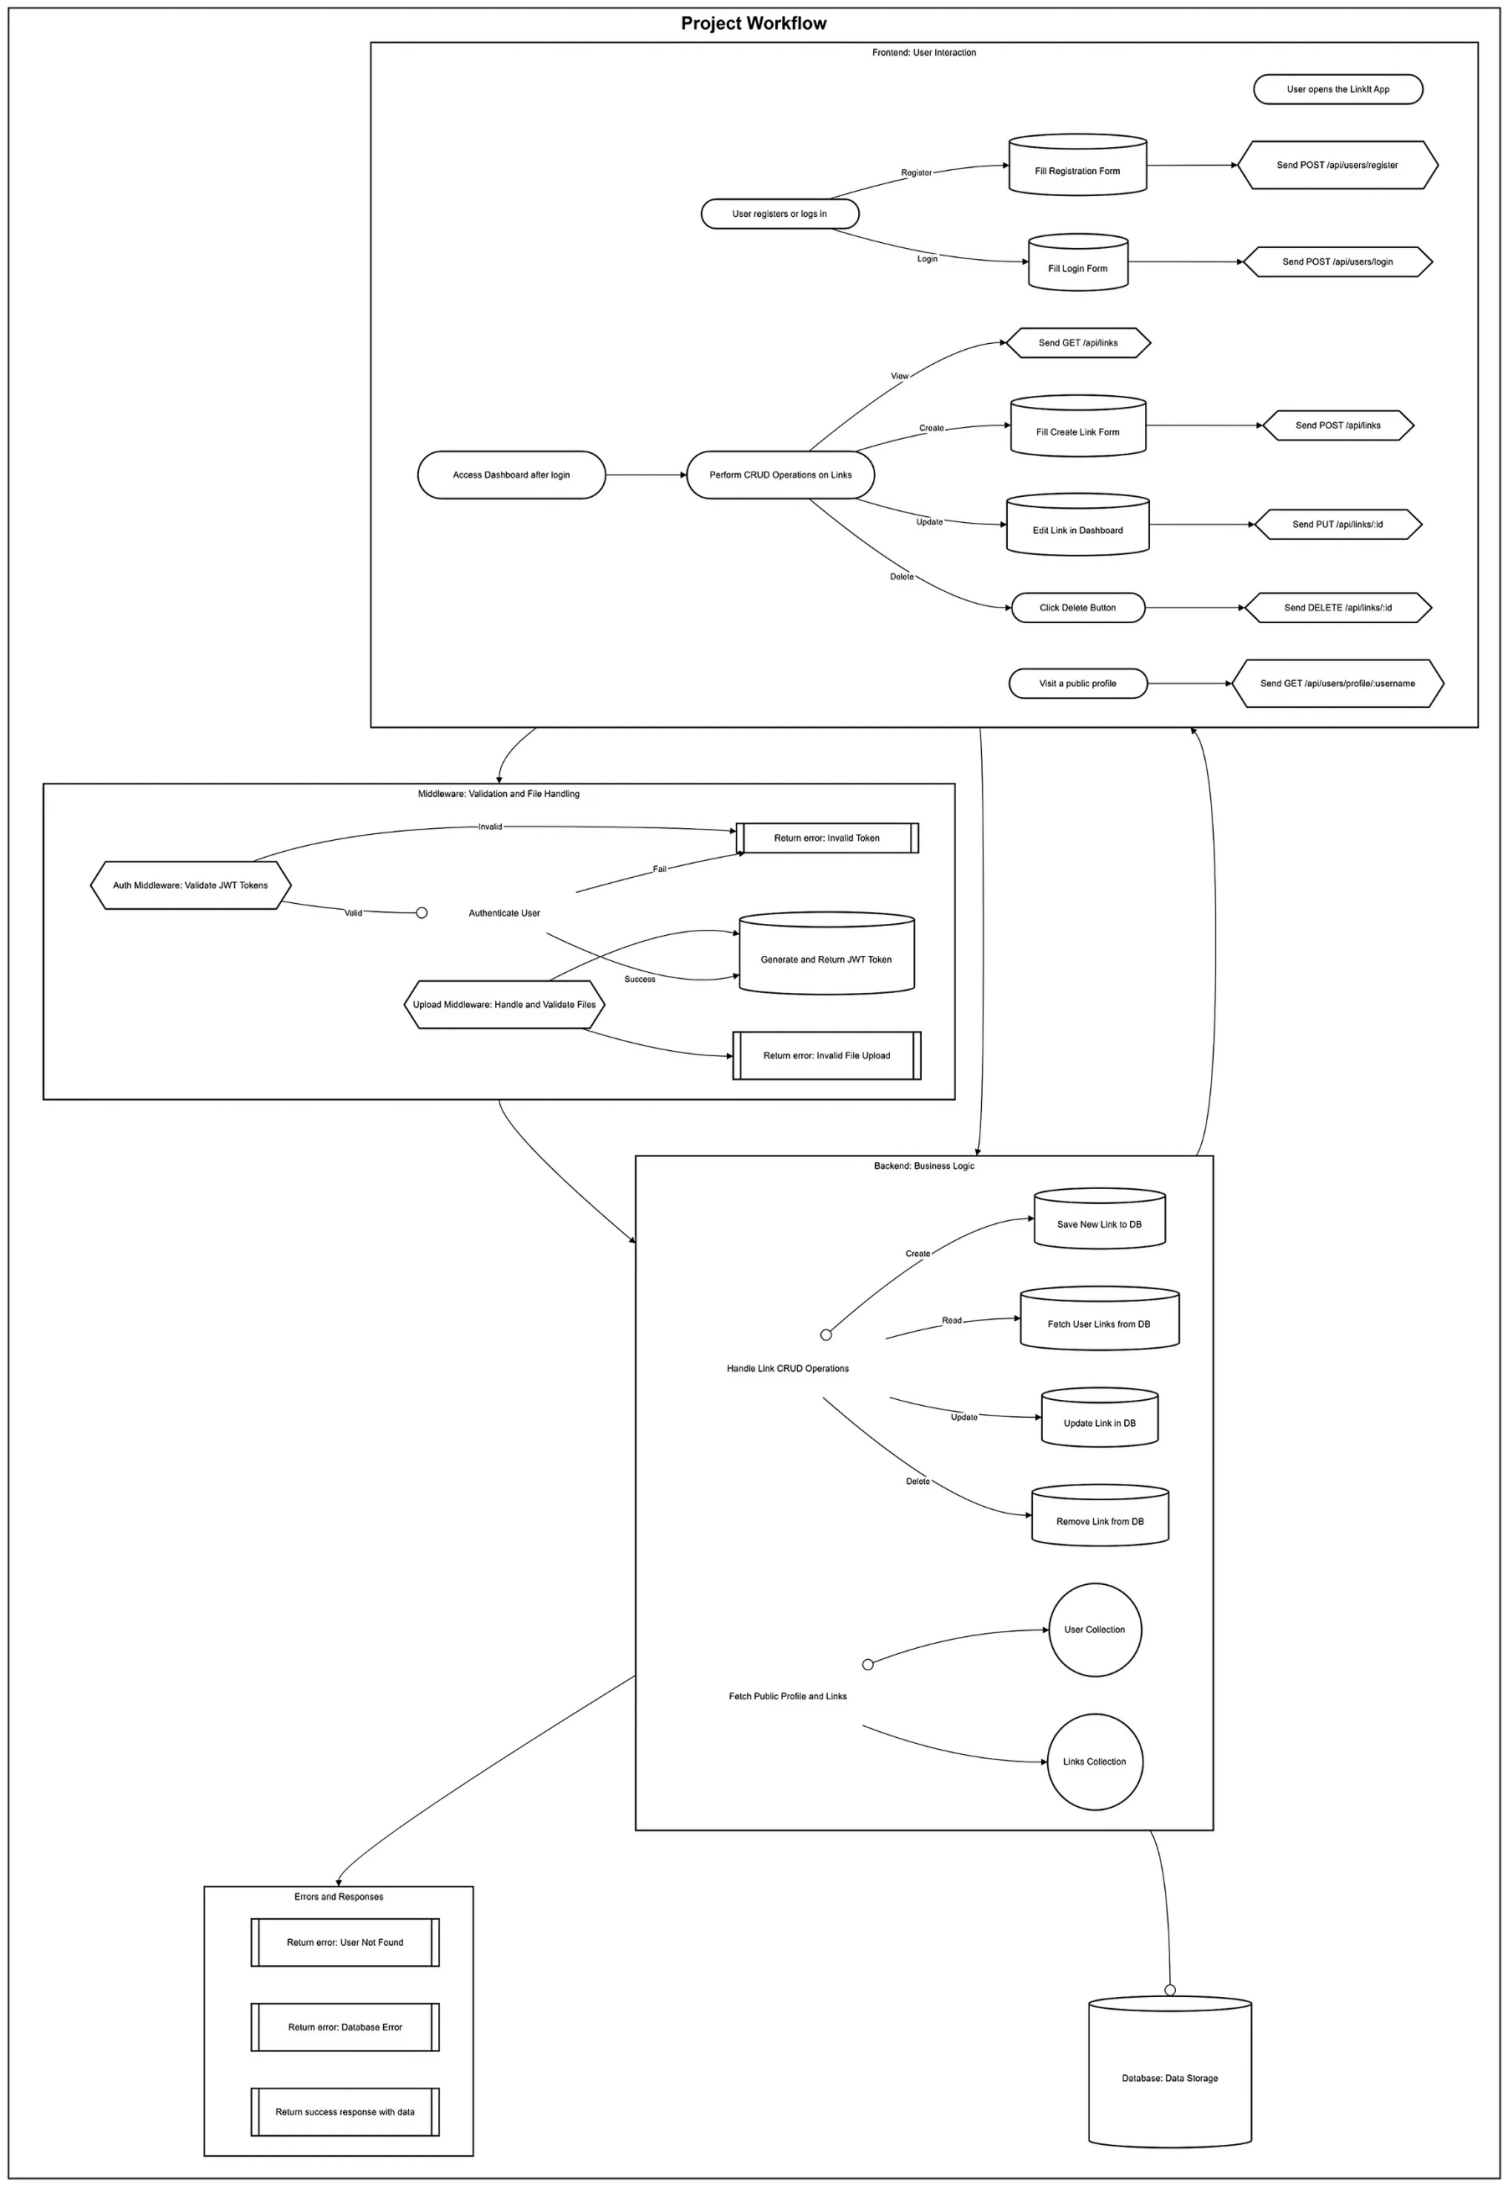 Project Workflow
Frontend: User Interaction
User opens the LinkIt App
Register
Fill Registration Form
Send POST /api/users/register
User registers or logs in
Login
Fill Login Form
Send POST /api/users/login
View
Send GET /api/links
Create
Fill Create Link Form
Send POST /api/links
Access Dashboard after login
Perform CRUD Operations on Links
Update
Edit Link in Dashboard
Send PUT /api/links/:id
Delete
Click Delete Button
Send DELETE /api/links/:id
Visit a public profile
Send GET /api/users/profile/:username
Middleware: Validation and File Handling
Invalid
Return error: Invalid Token
Fail
Auth Middleware: Validate JWT Tokens
Valid
Authenticate User
Generate and Return JWT Token
Success
Upload Middleware: Handle and Validate Files
Return error: Invalid File Upload
Backend: Business Logic
Save New Link to DB
Create
Read
Fetch User Links from DB
Handle Link CRUD Operations
Update
Update Link in DB
Delete
Remove Link from DB
User Collection
Fetch Public Profile and Links
Links Collection
Errors and Responses
Return error: User Not Found
Return error: Database Error
Database: Data Storage
Return success response with data